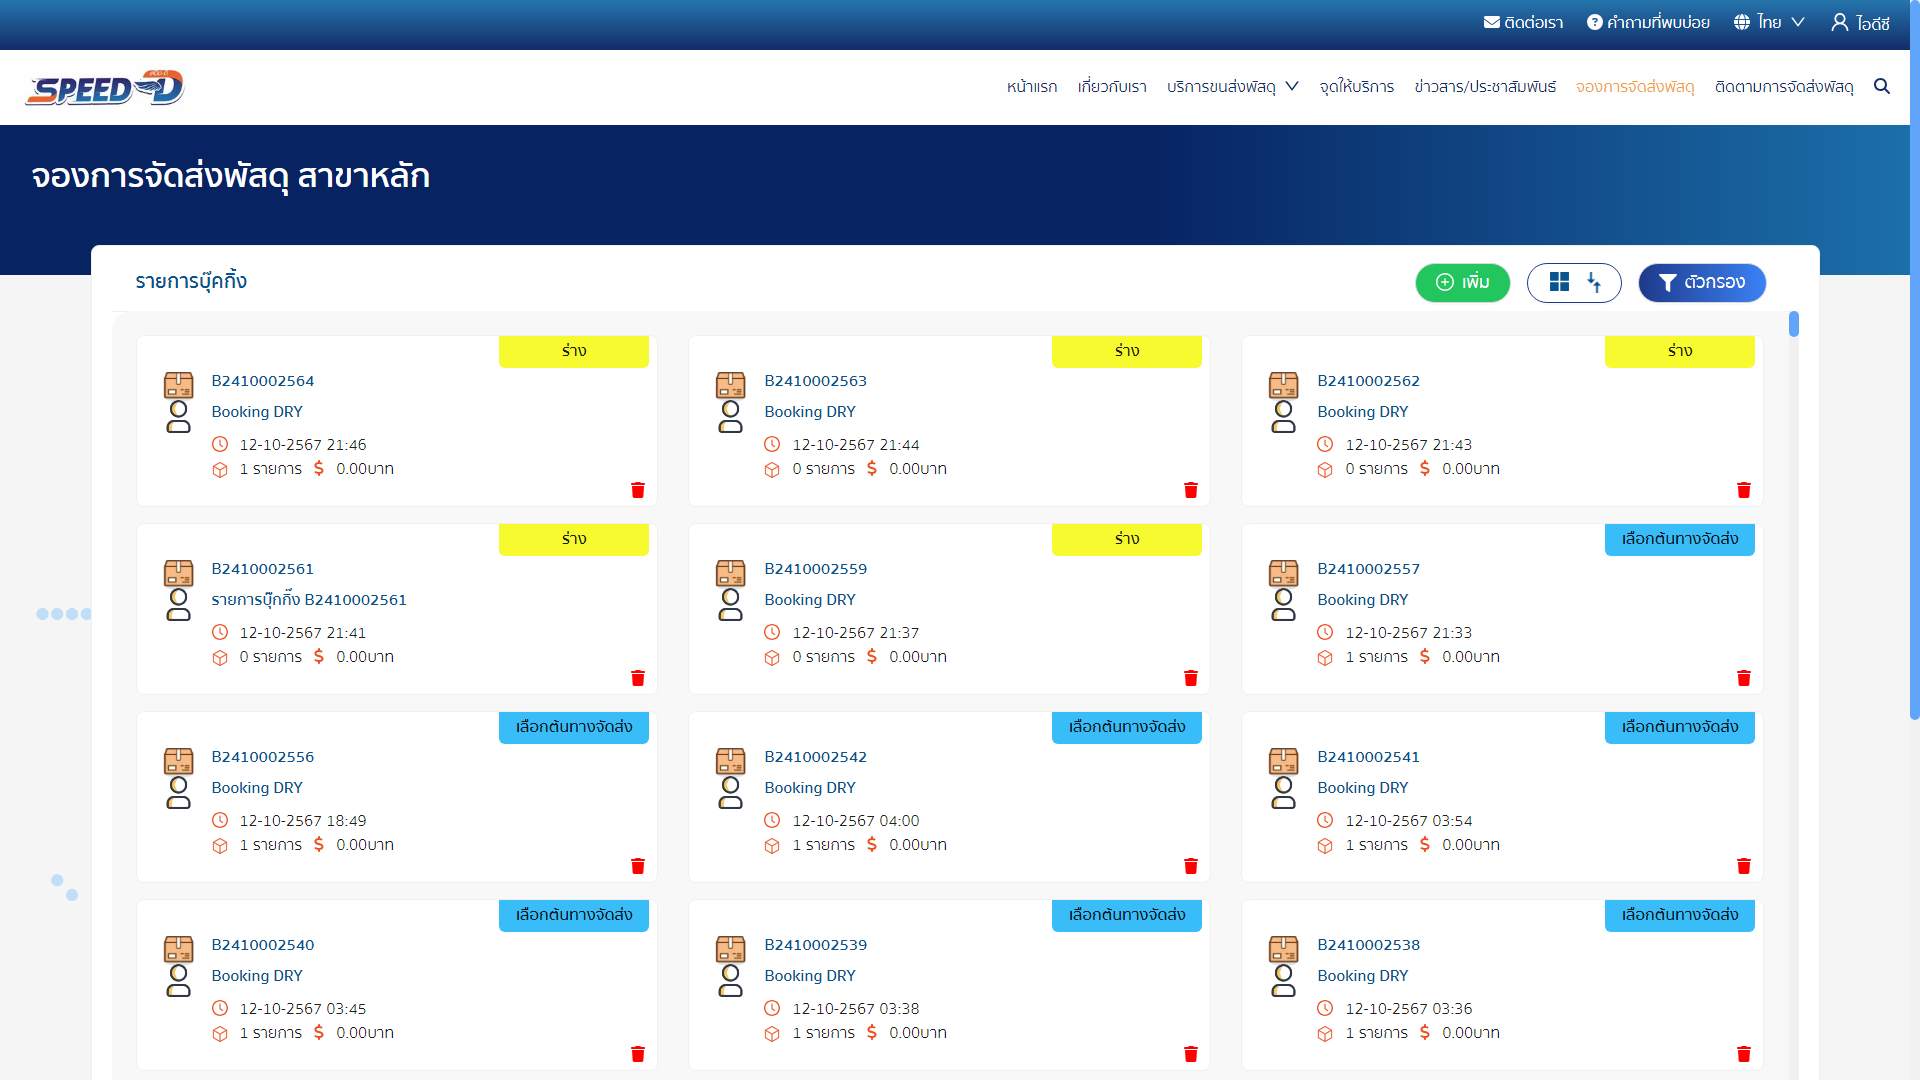 ติดต่อเรา คำถามที่พบบ่อย ไทย ไอดีซี
SPEED-D
หน้าแรก เกี่ยวกับเรา บริการขนส่งพัสดุ จุดให้บริการ ข่าวสาร/ประชาสัมพันธ์ จองการจัดส่งพัสดุ ติดตามการจัดส่งพัสดุ
จองการจัดส่งพัสดุ สาขาหลัก
รายการบุ๊คกิ้ง
เพิ่ม
ตัวกรอง
ร่าง
B2410002564
Booking DRY
12-10-2567 21:46
1 รายการ 0.00บาท
ร่าง
B2410002563
Booking DRY
12-10-2567 21:44
0 รายการ 0.00บาท
ร่าง
B2410002562
Booking DRY
12-10-2567 21:43
0 รายการ 0.00บาท
ร่าง
B2410002561
รายการบุ๊กกิ้ง B2410002561
12-10-2567 21:41
0 รายการ 0.00บาท
ร่าง
B2410002559
Booking DRY
12-10-2567 21:37
0 รายการ 0.00บาท
เลือกต้นทางจัดส่ง
B2410002557
Booking DRY
12-10-2567 21:33
1 รายการ 0.00บาท
เลือกต้นทางจัดส่ง
B2410002556
Booking DRY
12-10-2567 18:49
1 รายการ 0.00บาท
เลือกต้นทางจัดส่ง
B2410002542
Booking DRY
12-10-2567 04:00
1 รายการ 0.00บาท
เลือกต้นทางจัดส่ง
B2410002541
Booking DRY
12-10-2567 03:54
1 รายการ 0.00บาท
เลือกต้นทางจัดส่ง
B2410002540
Booking DRY
12-10-2567 03:45
1 รายการ 0.00บาท
เลือกต้นทางจัดส่ง
B2410002539
Booking DRY
12-10-2567 03:38
1 รายการ 0.00บาท
เลือกต้นทางจัดส่ง
B2410002538
Booking DRY
12-10-2567 03:36
1 รายการ 0.00บาท